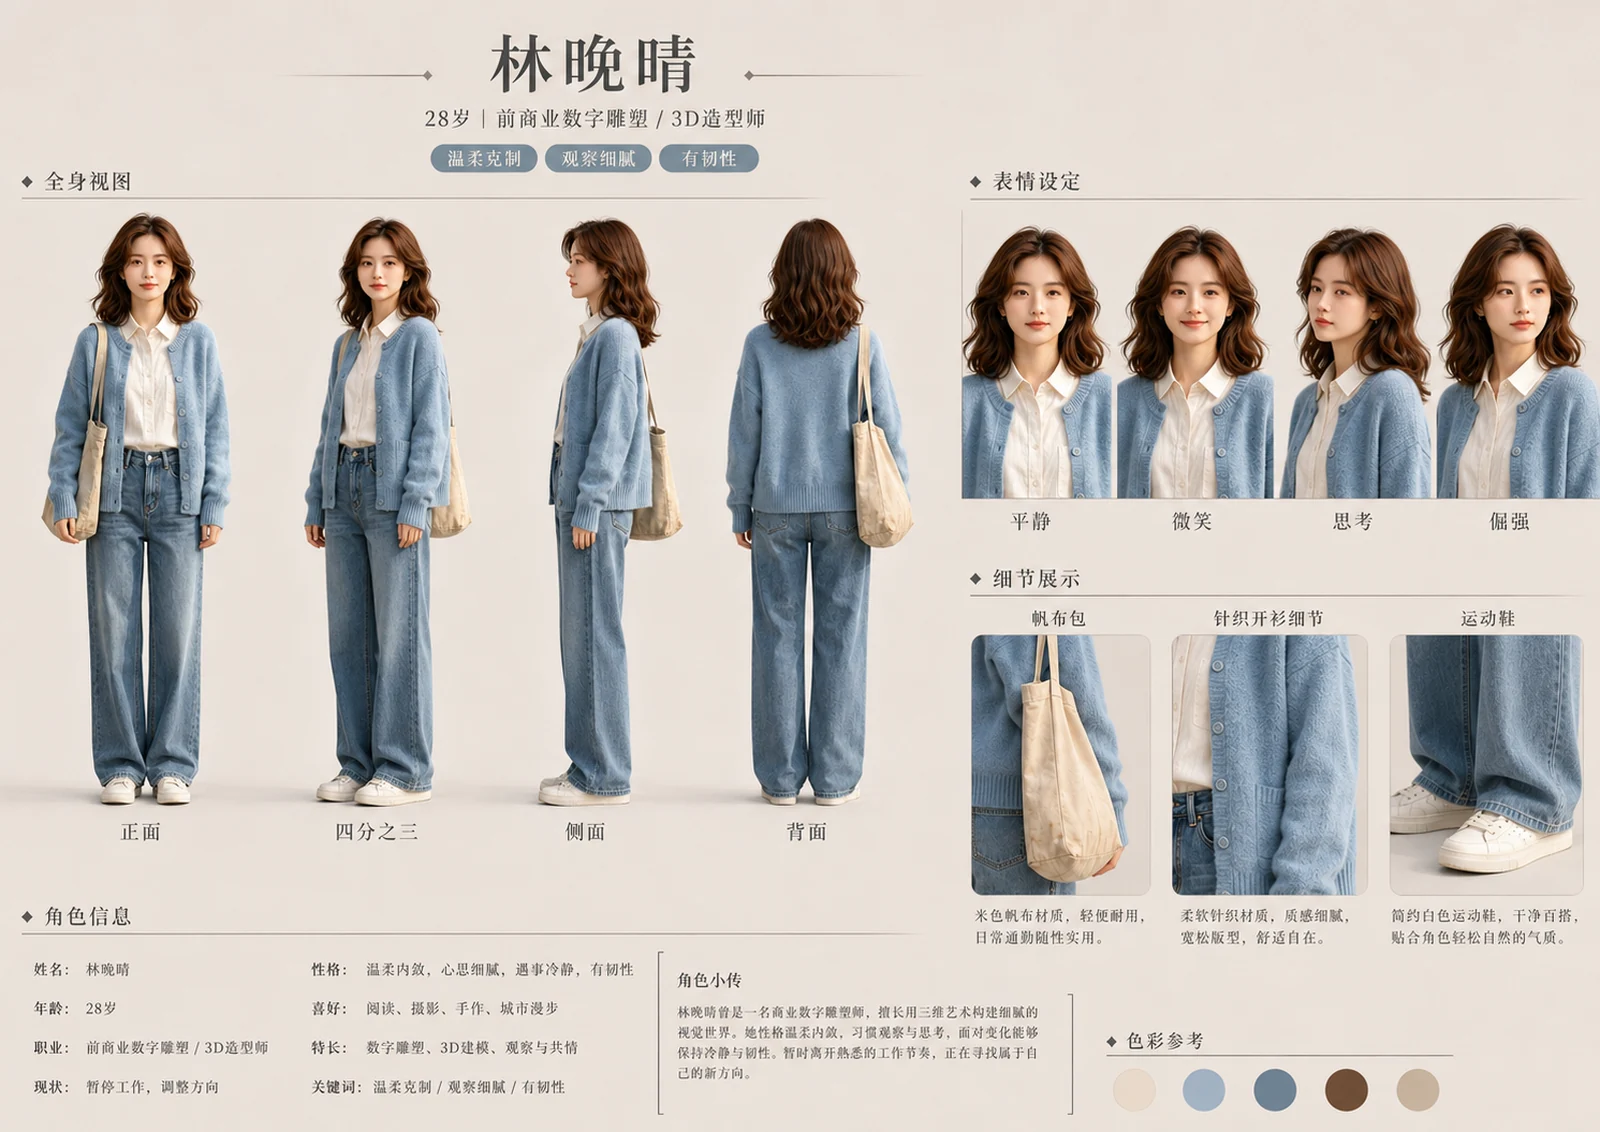 林晚晴
28岁｜前商业数字雕塑 / 3D造型师
温柔克制 观察细腻 有韧性
全身视图
正面 四分之三 侧面 背面
表情设定
平静 微笑 思考 倔强
细节展示
帆布包 针织开衫细节 运动鞋
米色帆布材质，轻便耐用，
日常通勤随性实用。
柔软针织材质，质感细腻，
宽松版型，舒适自在。
简约白色运动鞋，干净百搭，
贴合角色轻松自然的气质。
角色信息
姓名： 林晚晴
年龄： 28岁
职业： 前商业数字雕塑 / 3D造型师
现状： 暂停工作，调整方向
性格： 温柔内敛，心思细腻，遇事冷静，有韧性
喜好： 阅读、摄影、手作、城市漫步
特长： 数字雕塑、3D建模、观察与共情
关键词： 温柔克制 / 观察细腻 / 有韧性
角色小传
林晚晴曾是一名商业数字雕塑师，擅长用三维艺术构建细腻的
视觉世界。她性格温柔内敛，习惯观察与思考，面对变化能够
保持冷静与韧性。暂时离开熟悉的工作节奏，正在寻找属于自
己的新方向。
色彩参考